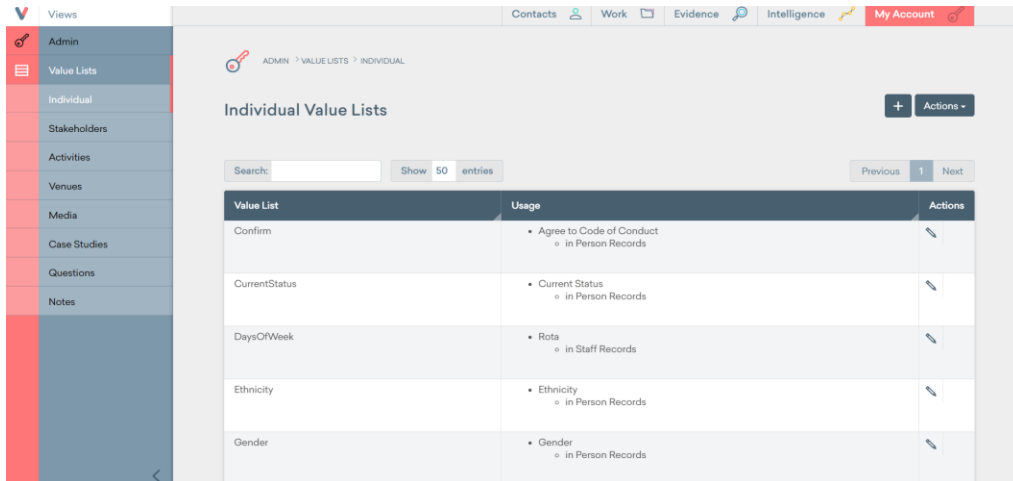 Views
Contacts Work Evidence Intelligence My Account
Admin
Value Lists
Individual
Stakeholders
Activities
Venues
Media
Case Studies
Questions
Notes
ADMIN > VALUE LISTS > INDIVIDUAL
Individual Value Lists
+ Actions
Search: Show 50 entries Previous 1 Next
Value List Usage Actions
Confirm • Agree to Code of Conduct
◦ in Person Records
CurrentStatus • Current Status
◦ in Person Records
DaysOfWeek • Rota
◦ in Staff Records
Ethnicity • Ethnicity
◦ in Person Records
Gender • Gender
◦ in Person Records